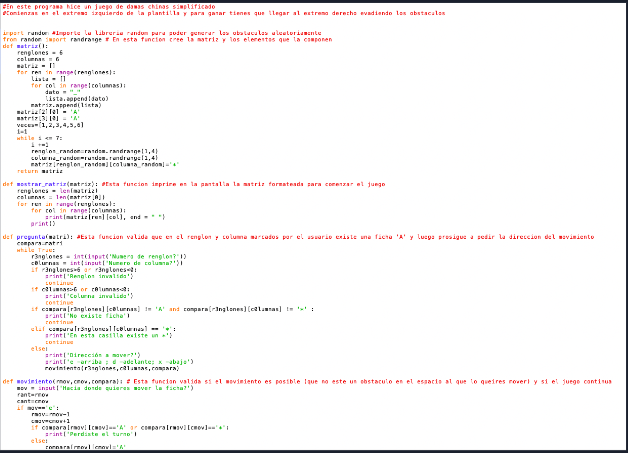 #En este programa hice un juego de damas chinas simplificado
#Comienzas en el extremo izquierdo de la plantilla y para ganar tienes que llegar al extremo derecho evadiendo los obstaculos
import random #Importe la libreria random para poder generar los obstaculos aleatoriamente
from random import randrange # En esta funcion cree la matriz y los elementos que la componen
def matriz():
    renglones = 6
    columnas = 6
    matriz = []
    for ren in range(renglones):
        lista = []
        for col in range(columnas):
            dato = "_"
            lista.append(dato)
        matriz.append(lista)
    matriz[2][0] = 'A'
    matriz[3][0] = 'A'
    veces=[1,2,3,4,5,6]
    i=1
    while i <= 7:
        i +=1
        renglon_random=random.randrange(1,4)
        columna_random=random.randrange(1,4)
        matriz[renglon_random][columna_random]='*'
    return matriz
def mostrar_matriz(matriz): #Esta funcion imprime en la pantalla la matriz formateada para comenzar el juego
    renglones = len(matriz)
    columnas = len(matriz[0])
    for ren in range(renglones):
        for col in range(columnas):
            print(matriz[ren][col], end = " ")
        print()
def pregunta(matri): #Esta funcion valida que en el renglon y columna marcados por el usuario existe una ficha 'A' y luego prosigue a pedir la direccion del movimiento
    compara=matri
    while True:
        r3nglones = int(input('Numero de renglon?'))
        c0lumnas = int(input('Numero de columna?'))
        if r3nglones>6 or r3nglones<0:
            print('Renglon invalido')
            continue
        if c0lumnas>6 or c0lumnas<0:
            print('Columna invalido')
            continue
        if compara[r3nglones][c0lumnas] != 'A' and compara[r3nglones][c0lumnas] != '*' :
            print('No existe ficha')
            continue
        elif compara[r3nglones][c0lumnas] == '*':
            print('En esta casilla existe un *')
            continue
        else:
            print('Dirección a mover?')
            print('e -arriba ; d -adelante; x -abajo')
            movimiento(r3nglones,c0lumnas,compara)
def movimiento(rmov,cmov,compara): # Esta funcion valida si el movimiento es posible (que no este un obstaculo en el espacio al que lo queires mover) y si el juego continua
    mov = input('Hacia donde quieres mover la ficha?')
    rant=rmov
    cant=cmov
    if mov=='e':
        rmov=rmov-1
        cmov=cmov+1
        if compara[rmov][cmov]=='A' or compara[rmov][cmov]=='*':
            print('Perdiste el turno')
        else:
            compara[rmov][cmov]='A'